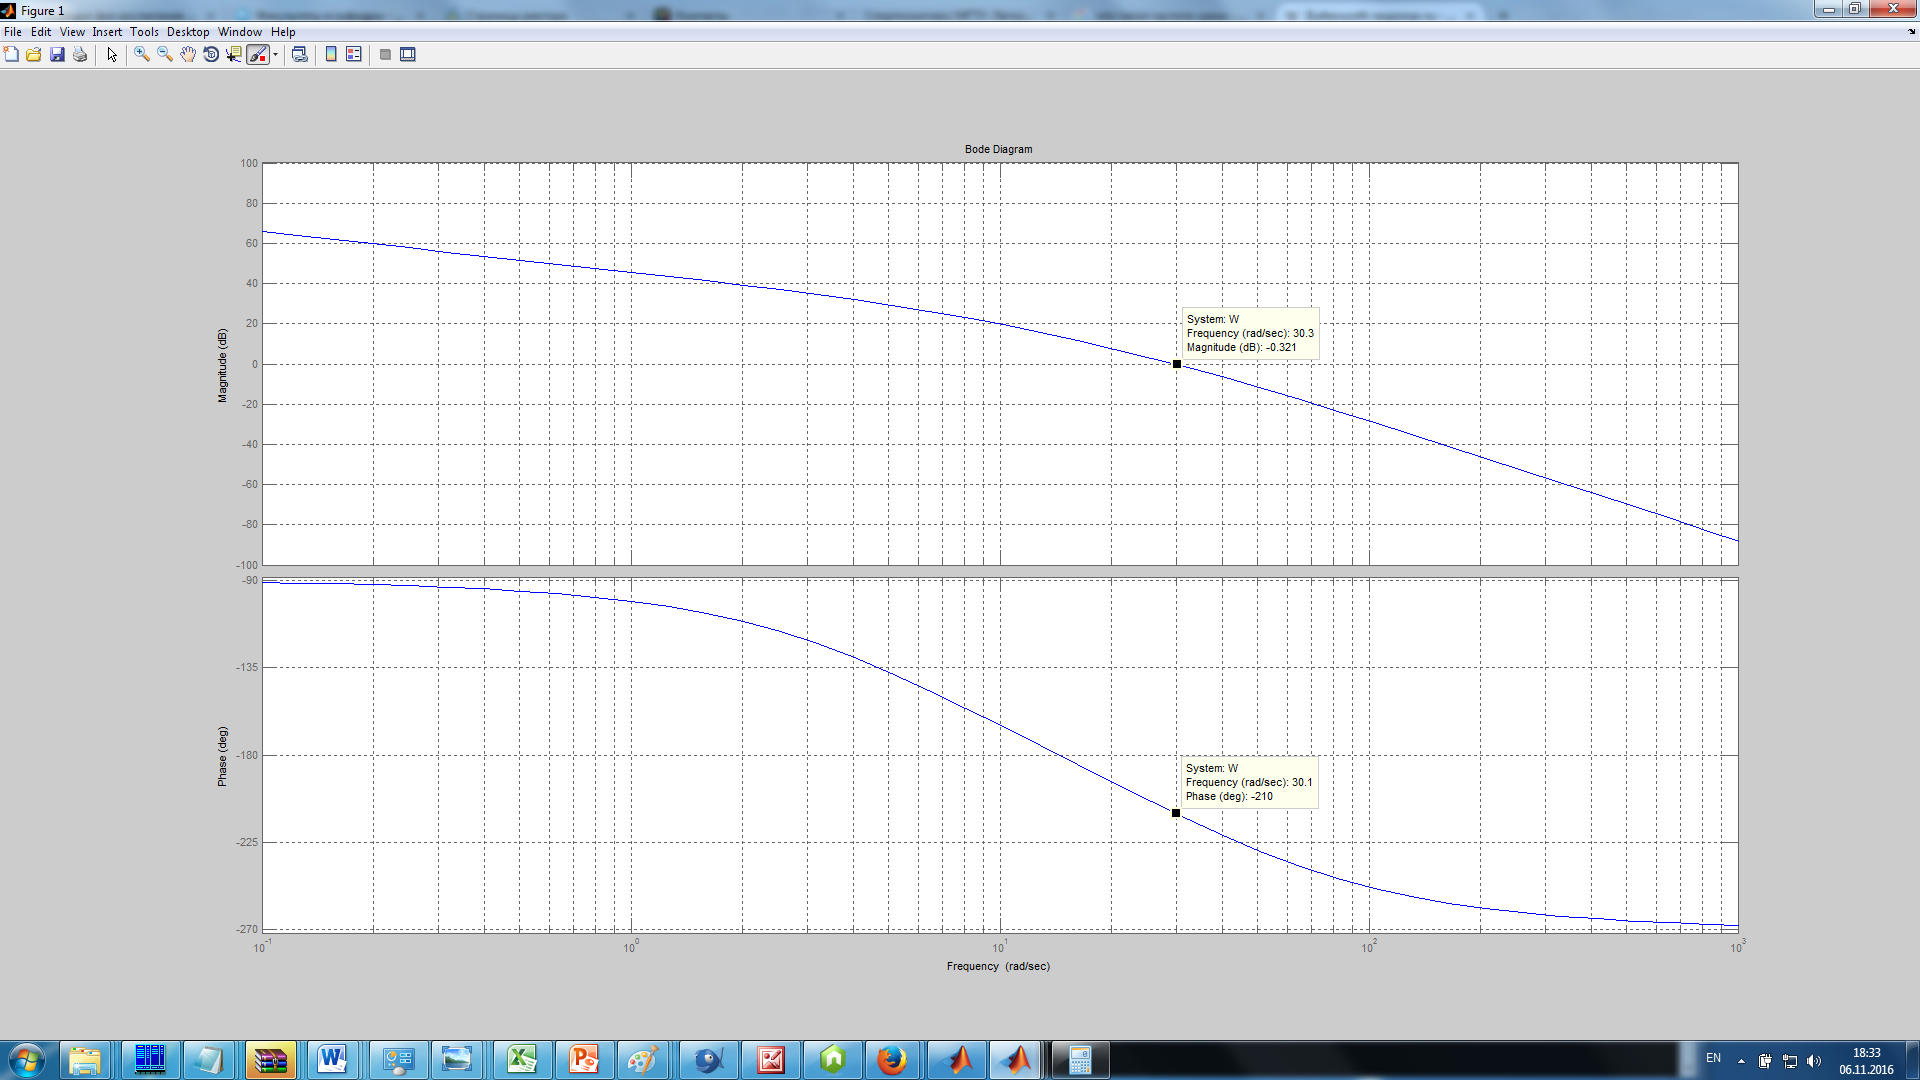 Figure 1
File Edit View Insert Tools Desktop Window Help
Bode Diagram
100
80
60
40
20
0
-20
-40
-60
-80
-100
Magnitude (dB)
System: W
Frequency (rad/sec): 30.3
Magnitude (dB): -0.321
-90
-135
-180
-225
-270
Phase (deg)
System: W
Frequency (rad/sec): 30.1
Phase (deg): -210
10^-1 10^0 10^1 10^2 10^3
Frequency (rad/sec)
EN
18:33
06.11.2016